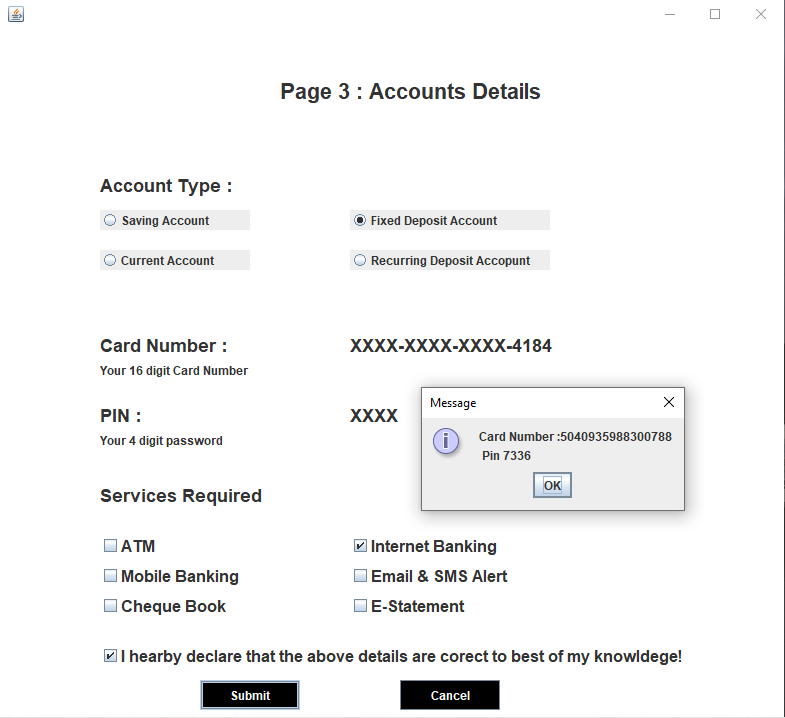 Page 3 : Accounts Details
Account Type :
Saving Account
Fixed Deposit Account
Current Account
Recurring Deposit Accopunt
Card Number :
XXXX-XXXX-XXXX-4184
Your 16 digit Card Number
PIN :
XXXX
Your 4 digit password
Message
Card Number :5040935988300788
Pin 7336
OK
Services Required
ATM
Internet Banking
Mobile Banking
Email & SMS Alert
Cheque Book
E-Statement
I hearby declare that the above details are corect to best of my knowldege!
Submit
Cancel